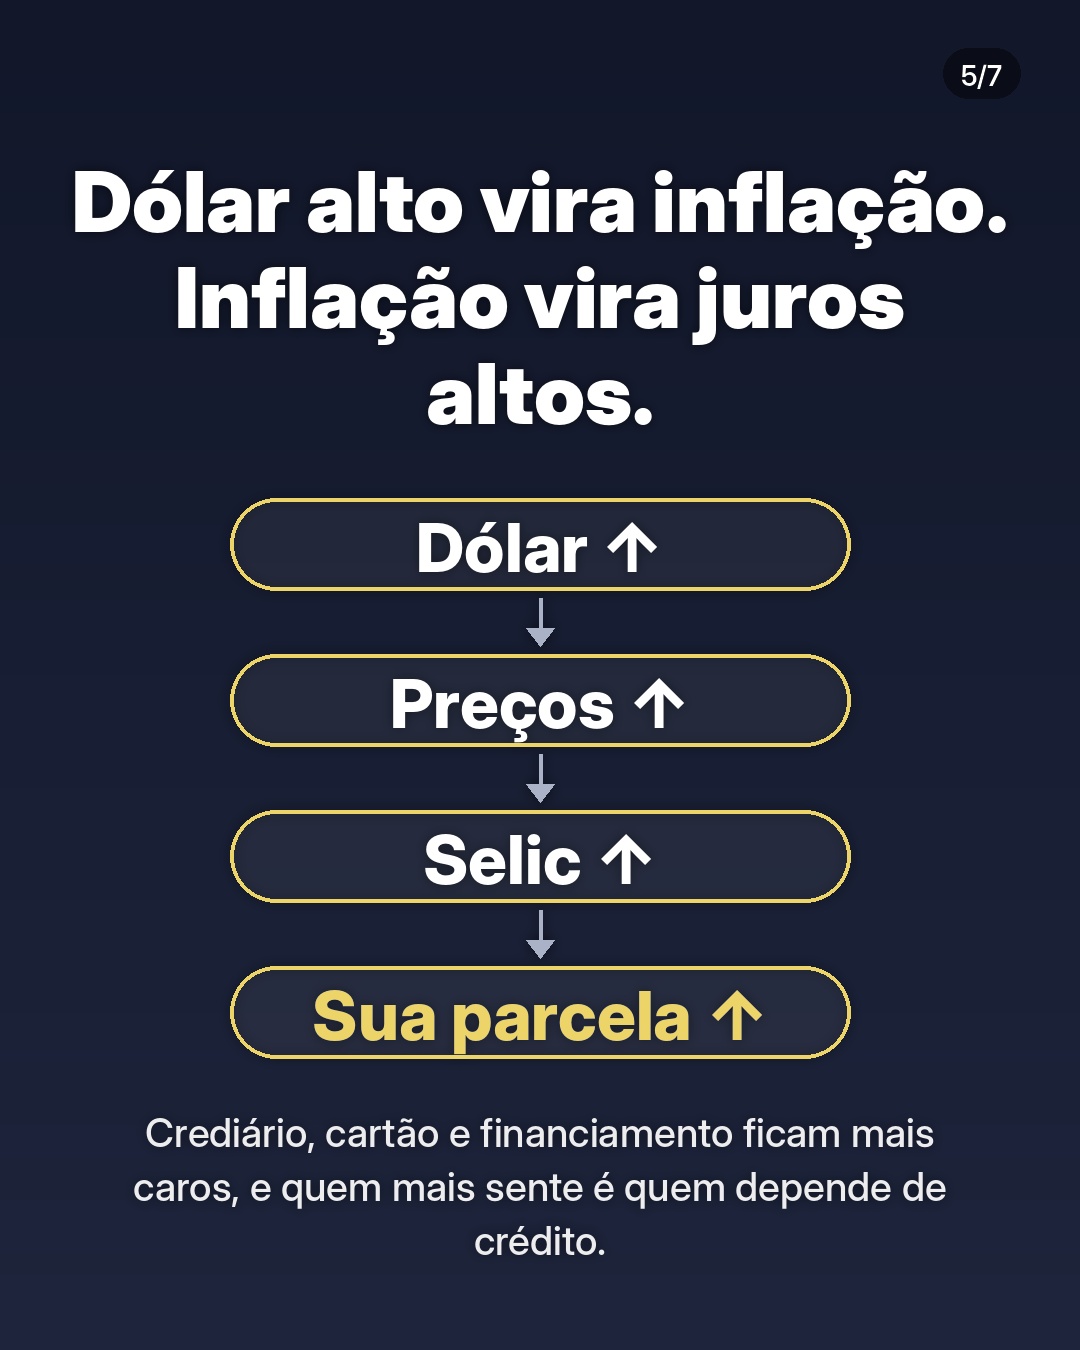 5/7
Dólar alto vira inflação.
Inflação vira juros
altos.
Dólar ↑
Preços ↑
Selic ↑
Sua parcela ↑
Crediário, cartão e financiamento ficam mais
caros, e quem mais sente é quem depende de
crédito.